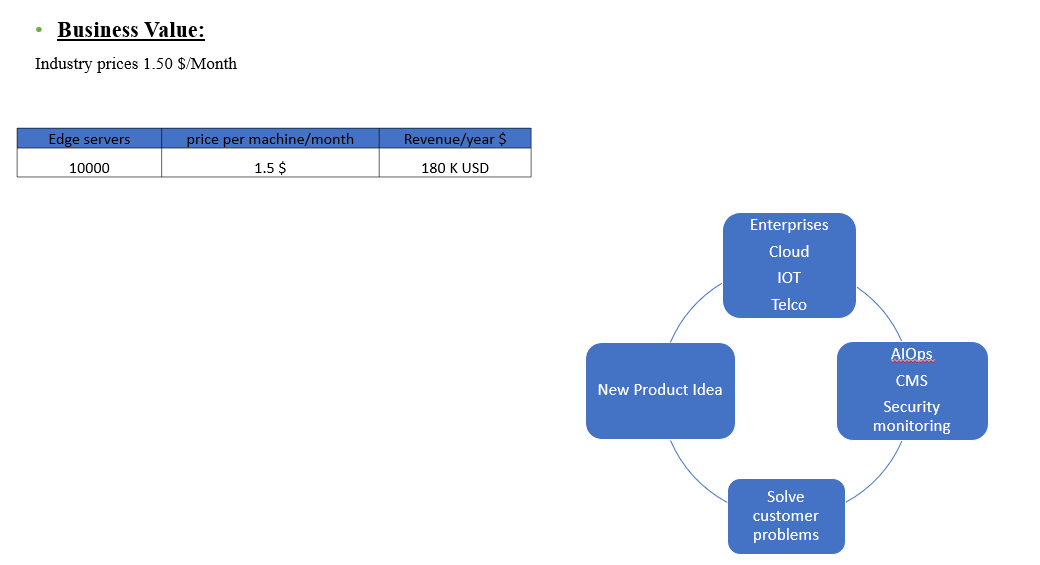 Business Value:
Industry prices 1.50 $/Month
Edge servers price per machine/month Revenue/year $
10000 1.5 $ 180 K USD
Enterprises
Cloud
IOT
Telco
New Product Idea
AIOps
CMS
Security
monitoring
Solve
customer
problems